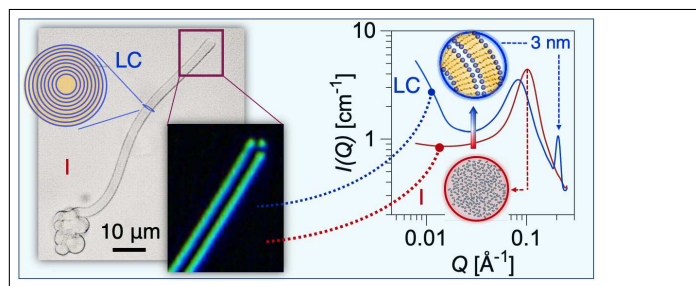 LC
I
10 µm
10
1
I(Q) [cm⁻¹]
LC
I
3 nm
0.01
0.1
Q [Å⁻¹]